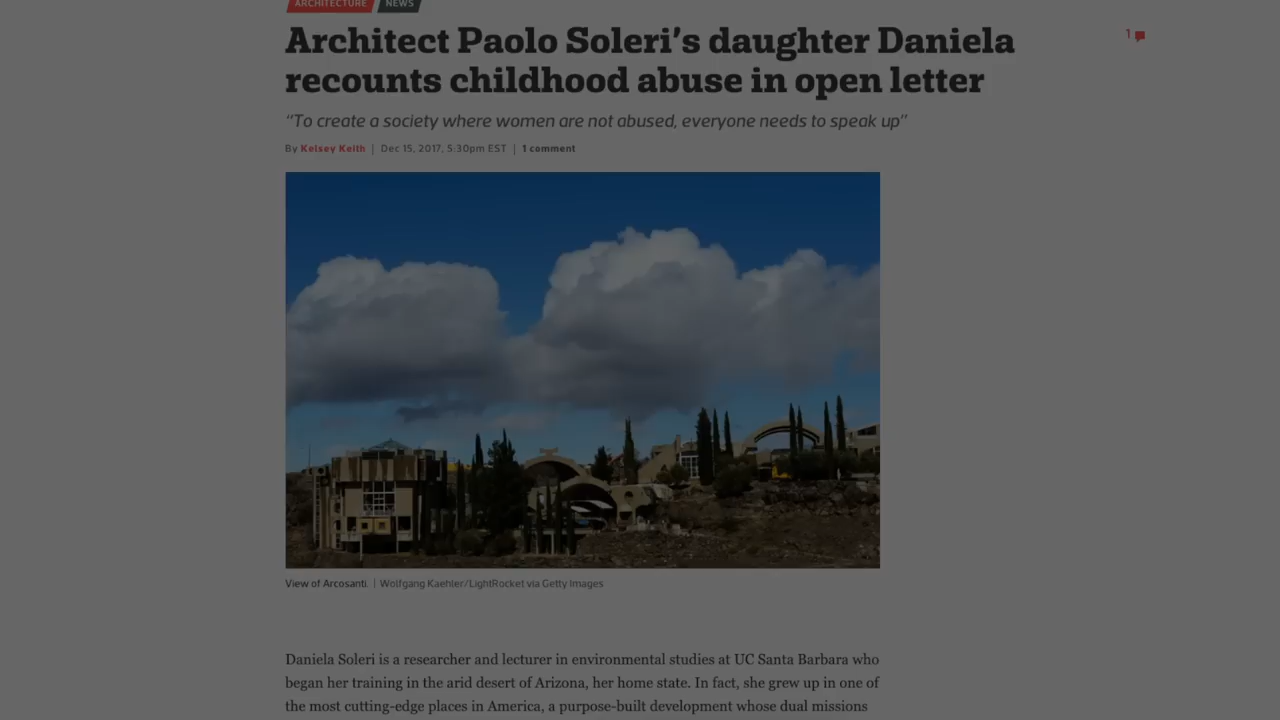 ARCHITECTURE NEWS
Architect Paolo Soleri’s daughter Daniela
recounts childhood abuse in open letter
1
“To create a society where women are not abused, everyone needs to speak up”
By Kelsey Keith | Dec 15, 2017, 5:30pm EST | 1 comment
View of Arcosanti. | Wolfgang Kaehler/LightRocket via Getty Images
Daniela Soleri is a researcher and lecturer in environmental studies at UC Santa Barbara who
began her training in the arid desert of Arizona, her home state. In fact, she grew up in one of
the most cutting-edge places in America, a purpose-built development whose dual missions